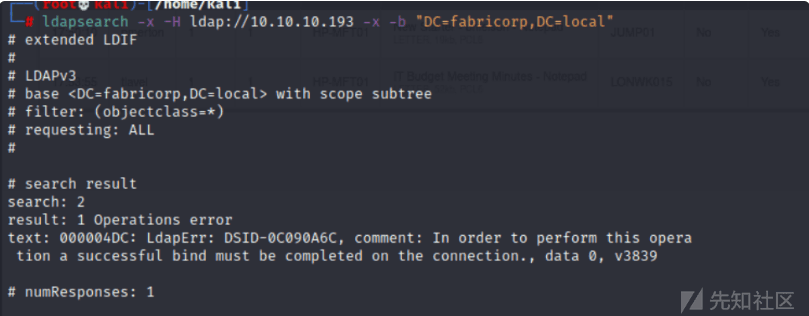 (root💀kali)-[/home/kali]
# ldapsearch -x -H ldap://10.10.10.193 -x -b "DC=fabricorp,DC=local"
# extended LDIF
#
# LDAPv3
# base <DC=fabricorp,DC=local> with scope subtree
# filter: (objectclass=*)
# requesting: ALL
#
# search result
search: 2
result: 1 Operations error
text: 000004DC: LdapErr: DSID-0C090A6C, comment: In order to perform this opera
tion a successful bind must be completed on the connection., data 0, v3839
# numResponses: 1
先知社区